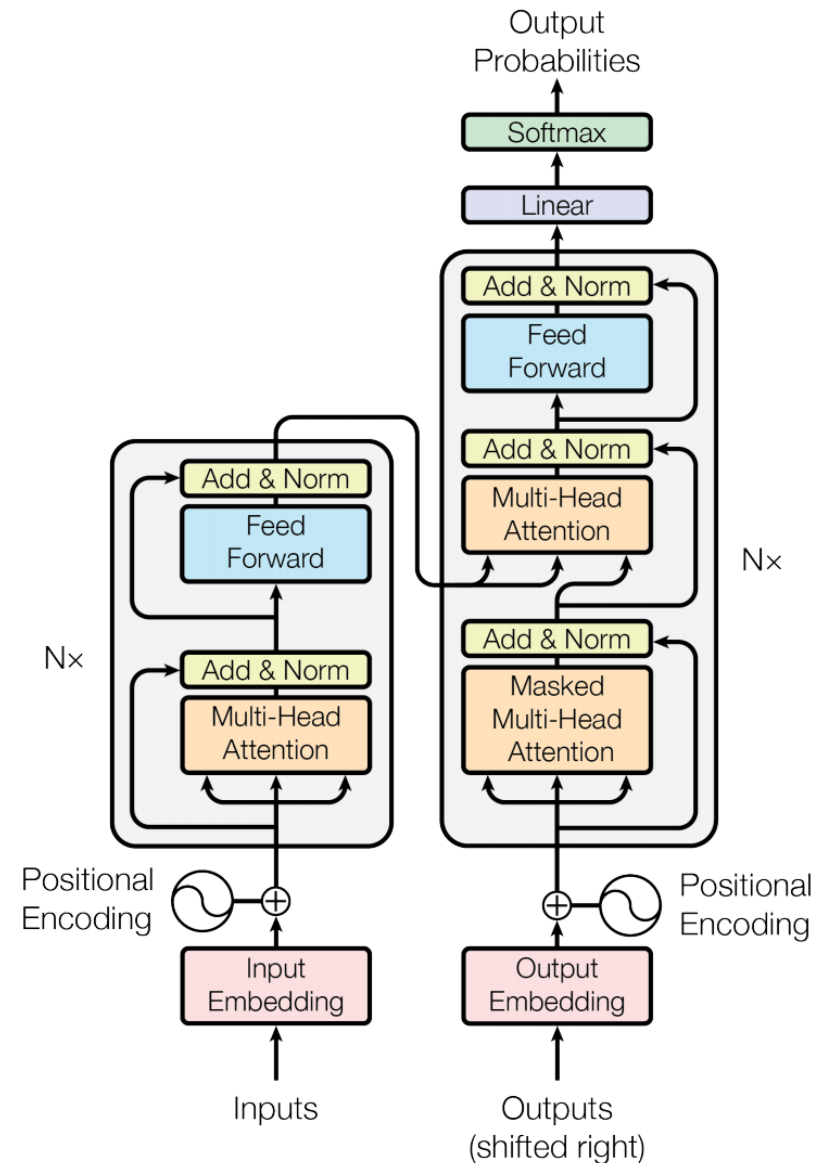 Output
Probabilities
Softmax
Linear
Add & Norm
Feed
Forward
Add & Norm
Multi-Head
Attention
Add & Norm
Masked
Multi-Head
Attention
N×
Add & Norm
Feed
Forward
Add & Norm
Multi-Head
Attention
N×
Positional
Encoding
Positional
Encoding
Input
Embedding
Output
Embedding
Inputs
Outputs
(shifted right)